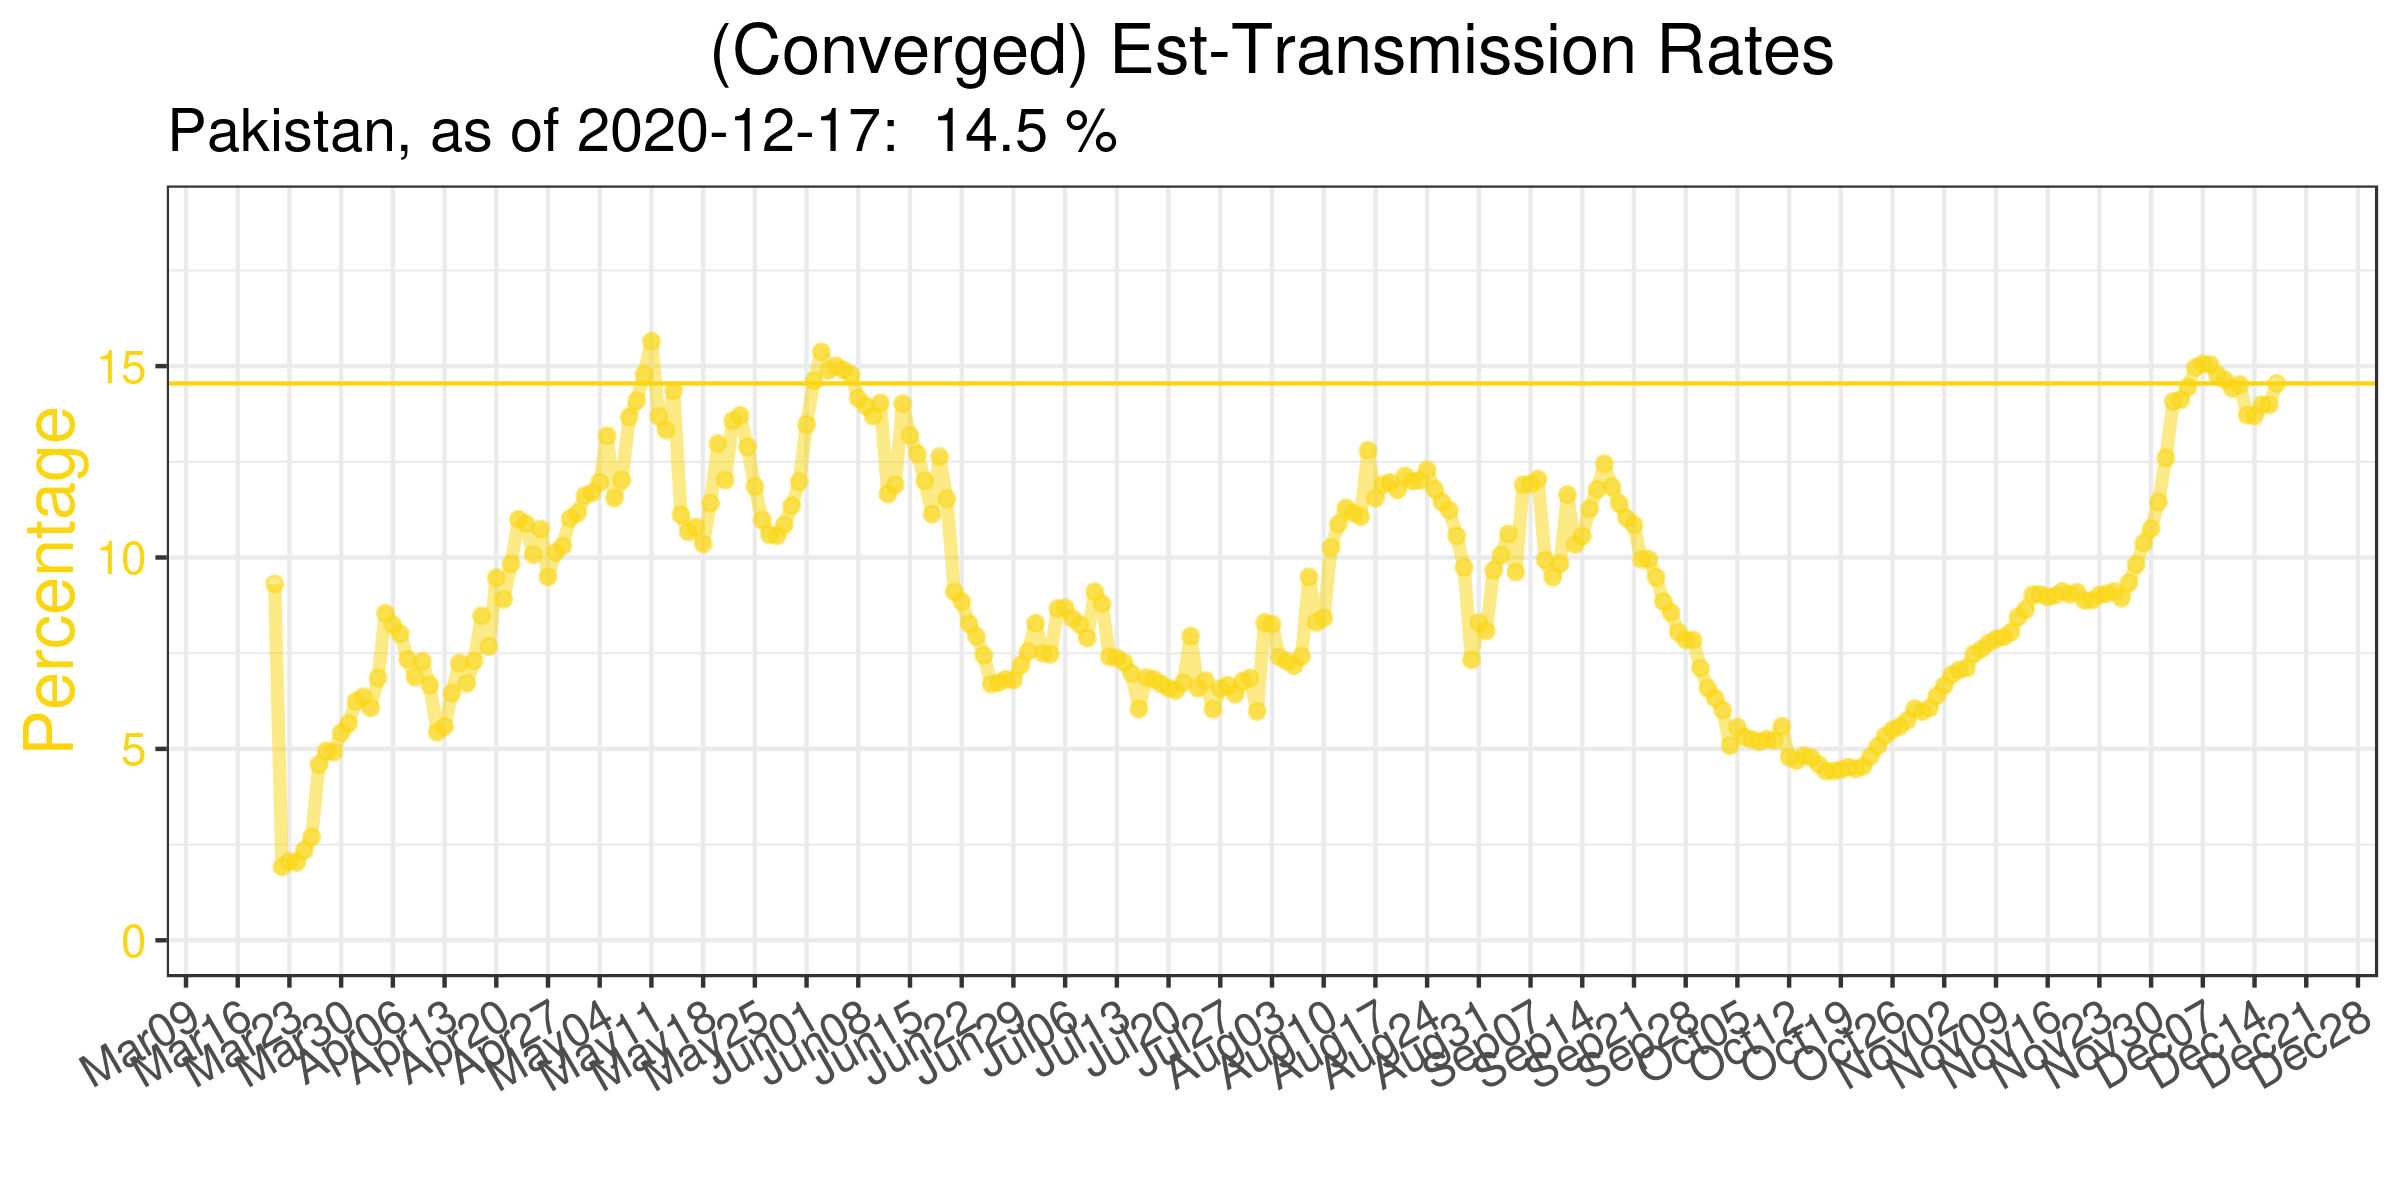 (Converged) Est-Transmission Rates
Pakistan, as of 2020-12-17:  14.5 %
Percentage
15
10
5
0
Mar09
Mar16
Mar23
Mar30
Apr06
Apr13
Apr20
Apr27
May04
May11
May18
May25
Jun01
Jun08
Jun15
Jun22
Jun29
Jul06
Jul13
Jul20
Jul27
Aug03
Aug10
Aug17
Aug24
Aug31
Sep07
Sep14
Sep21
Sep28
Oct05
Oct12
Oct19
Oct26
Nov02
Nov09
Nov16
Nov23
Nov30
Dec07
Dec14
Dec21
Dec28